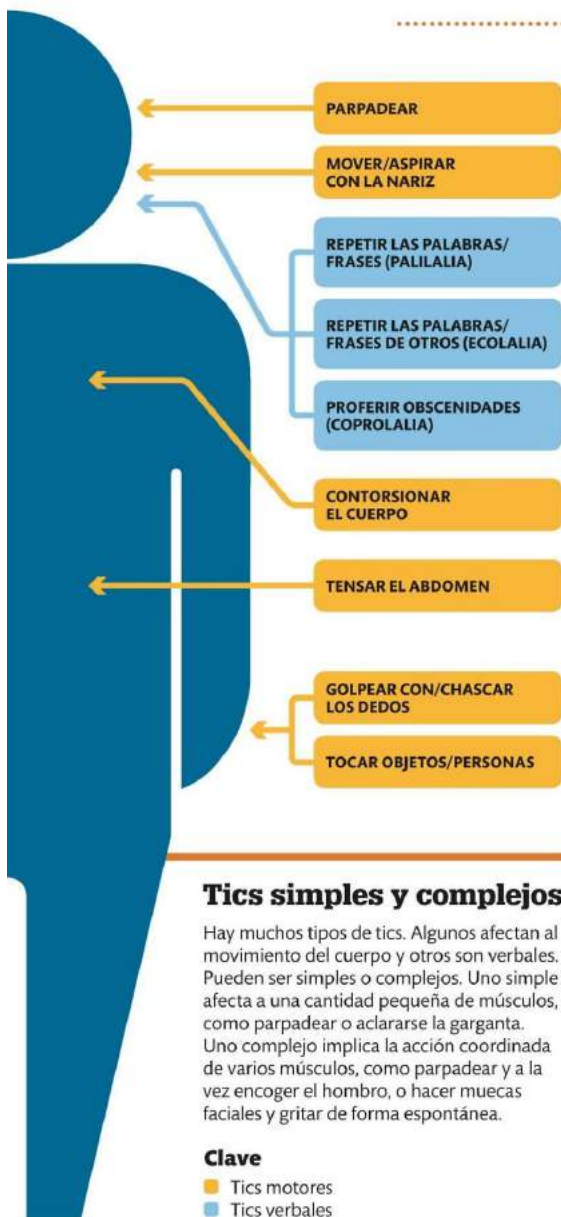 PARPADEAR
MOVER/ASPIRAR
CON LA NARIZ
REPETIR LAS PALABRAS/
FRASES (PALILALIA)
REPETIR LAS PALABRAS/
FRASES DE OTROS (ECOLALIA)
PROFERIR OBSCENIDADES
(COPROLALIA)
CONTORSIONAR
EL CUERPO
TENSAR EL ABDOMEN
GOLPEAR CON/CHASCAR
LOS DEDOS
TOCAR OBJETOS/PERSONAS
Tics simples y complejos
Hay muchos tipos de tics. Algunos afectan al
movimiento del cuerpo y otros son verbales.
Pueden ser simples o complejos. Uno simple
afecta a una cantidad pequeña de músculos,
como parpadear o aclararse la garganta.
Uno complejo implica la acción coordinada
de varios músculos, como parpadear y a la
vez encoger el hombro, o hacer muecas
faciales y gritar de forma espontánea.
Clave
Tics motores
Tics verbales